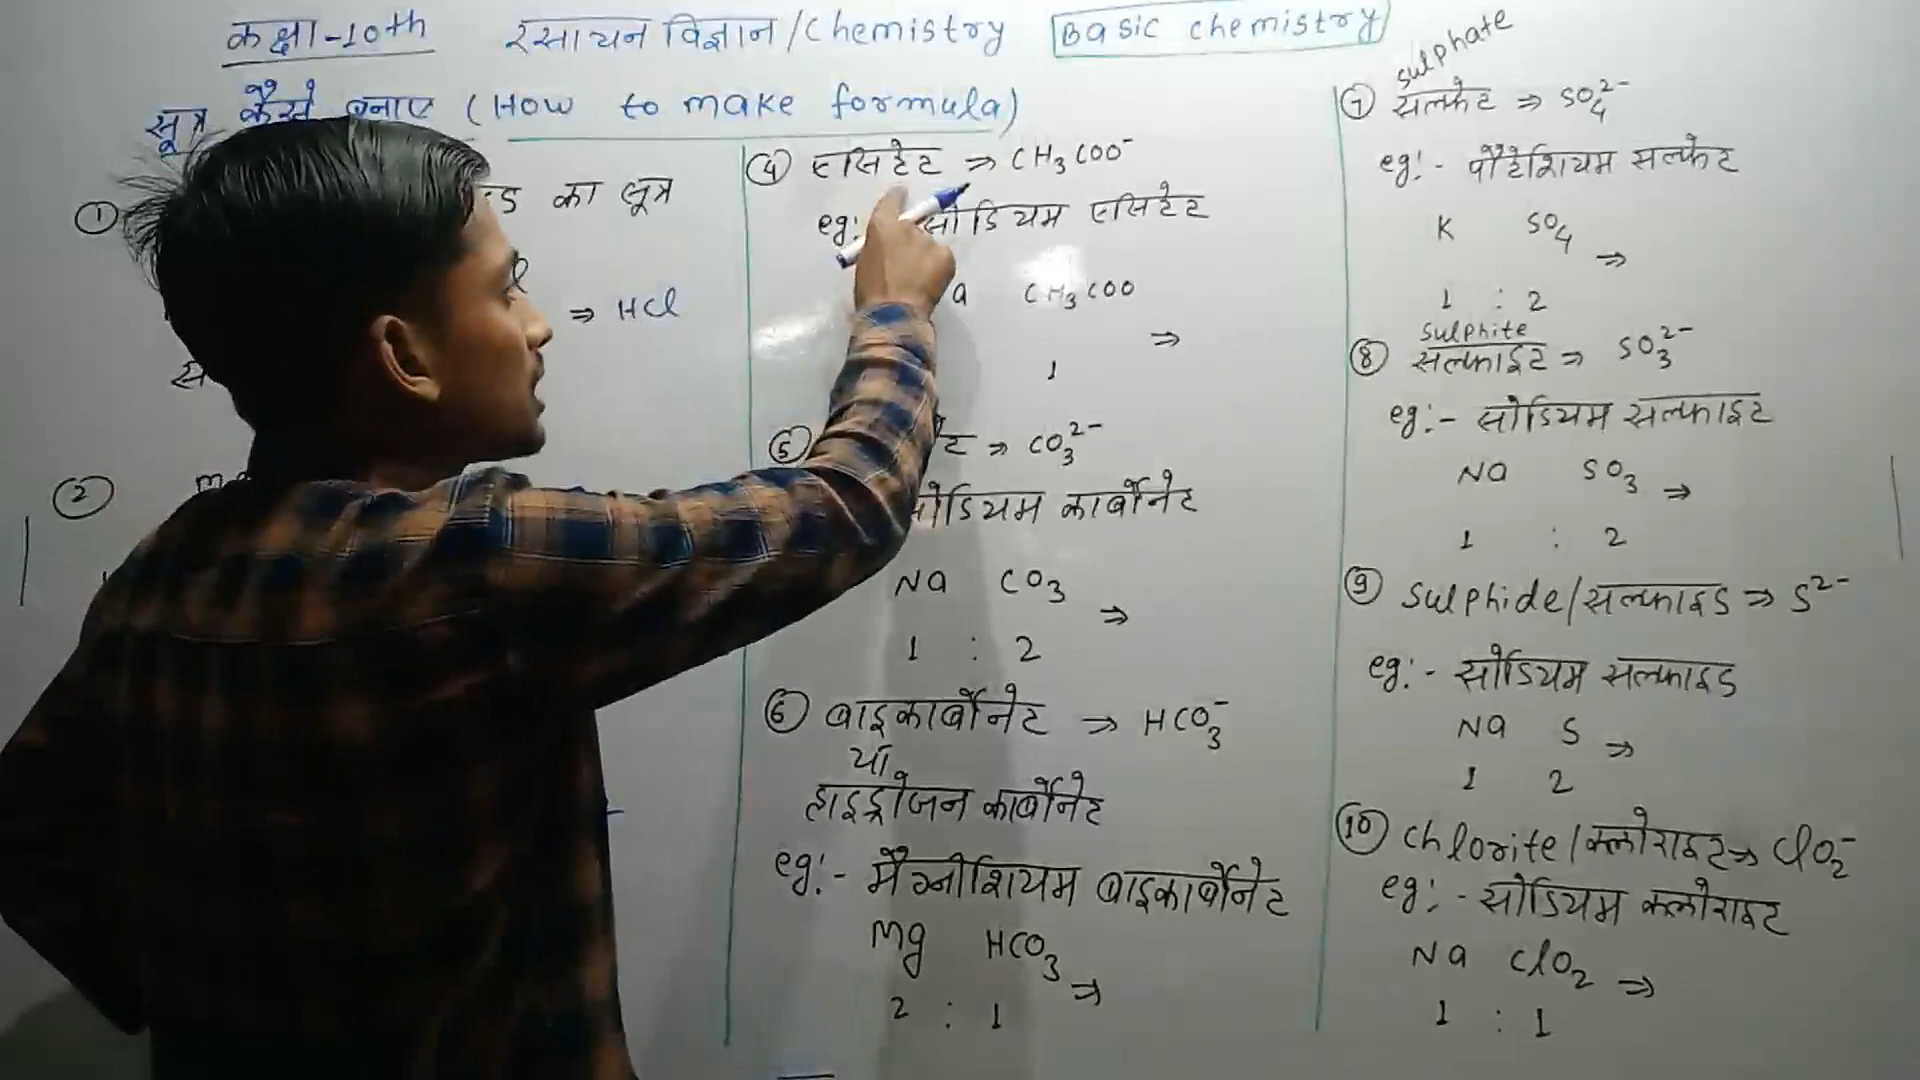 कक्षा-10th रसायन विज्ञान/Chemistry Basic chemistry
सूत्र कैसे बनाए (How to make formula)
①
का सूत्र
⇒ HCl
②
④ एसिटेट ⇒ CH₃COO⁻
eg: सोडियम एसिटेट
a CH₃COO
⇒
1
⑤ ट ⇒ CO₃²⁻
सोडियम कार्बोनेट
Na CO₃
⇒
1 : 2
⑥ बाइकार्बोनेट ⇒ HCO₃⁻
या
हाइड्रोजन कार्बोनेट
eg:- मैग्नीशियम बाइकार्बोनेट
Mg HCO₃
⇒
2 : 1
sulphate
⑦ सल्फेट ⇒ SO₄²⁻
eg:- पोटैशियम सल्फेट
K SO₄
⇒
1 : 2
Sulphite
⑧ सल्फाइट ⇒ SO₃²⁻
eg:- सोडियम सल्फाइट
Na SO₃
⇒
1 : 2
⑨ Sulphide/सल्फाइड ⇒ S²⁻
eg:- सोडियम सल्फाइड
Na S
⇒
1 2
⑩ Chlorite/क्लोराइट ⇒ ClO₂⁻
eg:- सोडियम क्लोराइट
Na ClO₂ ⇒
1 : 1